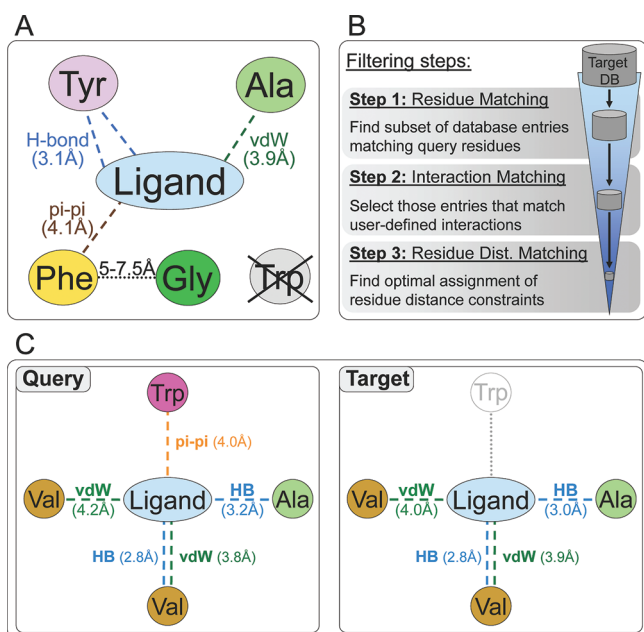 A
Tyr
Ala
H-bond
(3.1Å)
vdW
(3.9Å)
Ligand
pi-pi
(4.1Å)
Phe
5-7.5Å
Gly
Trp
B
Filtering steps:
Target
DB
Step 1: Residue Matching
Find subset of database entries
matching query residues
Step 2: Interaction Matching
Select those entries that match
user-defined interactions
Step 3: Residue Dist. Matching
Find optimal assignment of
residue distance constraints
C
Query
Trp
pi-pi (4.0Å)
Val
vdW
(4.2Å)
Ligand
HB
(3.2Å)
Ala
HB (2.8Å)
vdW (3.8Å)
Val
Target
Trp
Val
vdW
(4.0Å)
Ligand
HB
(3.0Å)
Ala
HB (2.8Å)
vdW (3.9Å)
Val